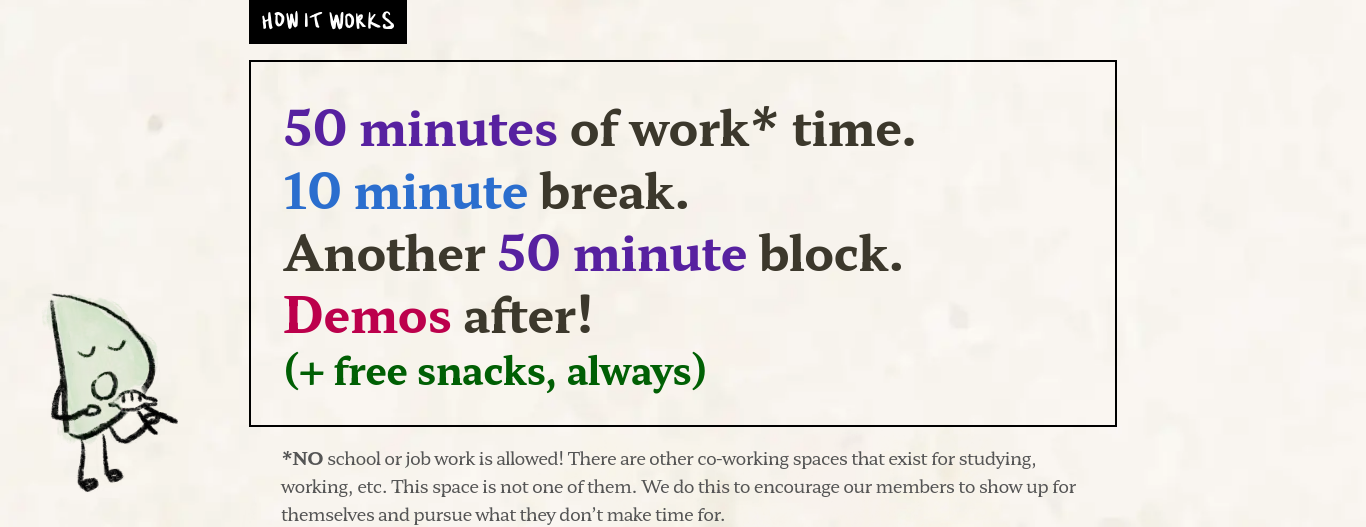 HOW IT WORKS
50 minutes of work* time.
10 minute break.
Another 50 minute block.
Demos after!
(+ free snacks, always)
*NO school or job work is allowed! There are other co-working spaces that exist for studying,
working, etc. This space is not one of them. We do this to encourage our members to show up for
themselves and pursue what they don’t make time for.